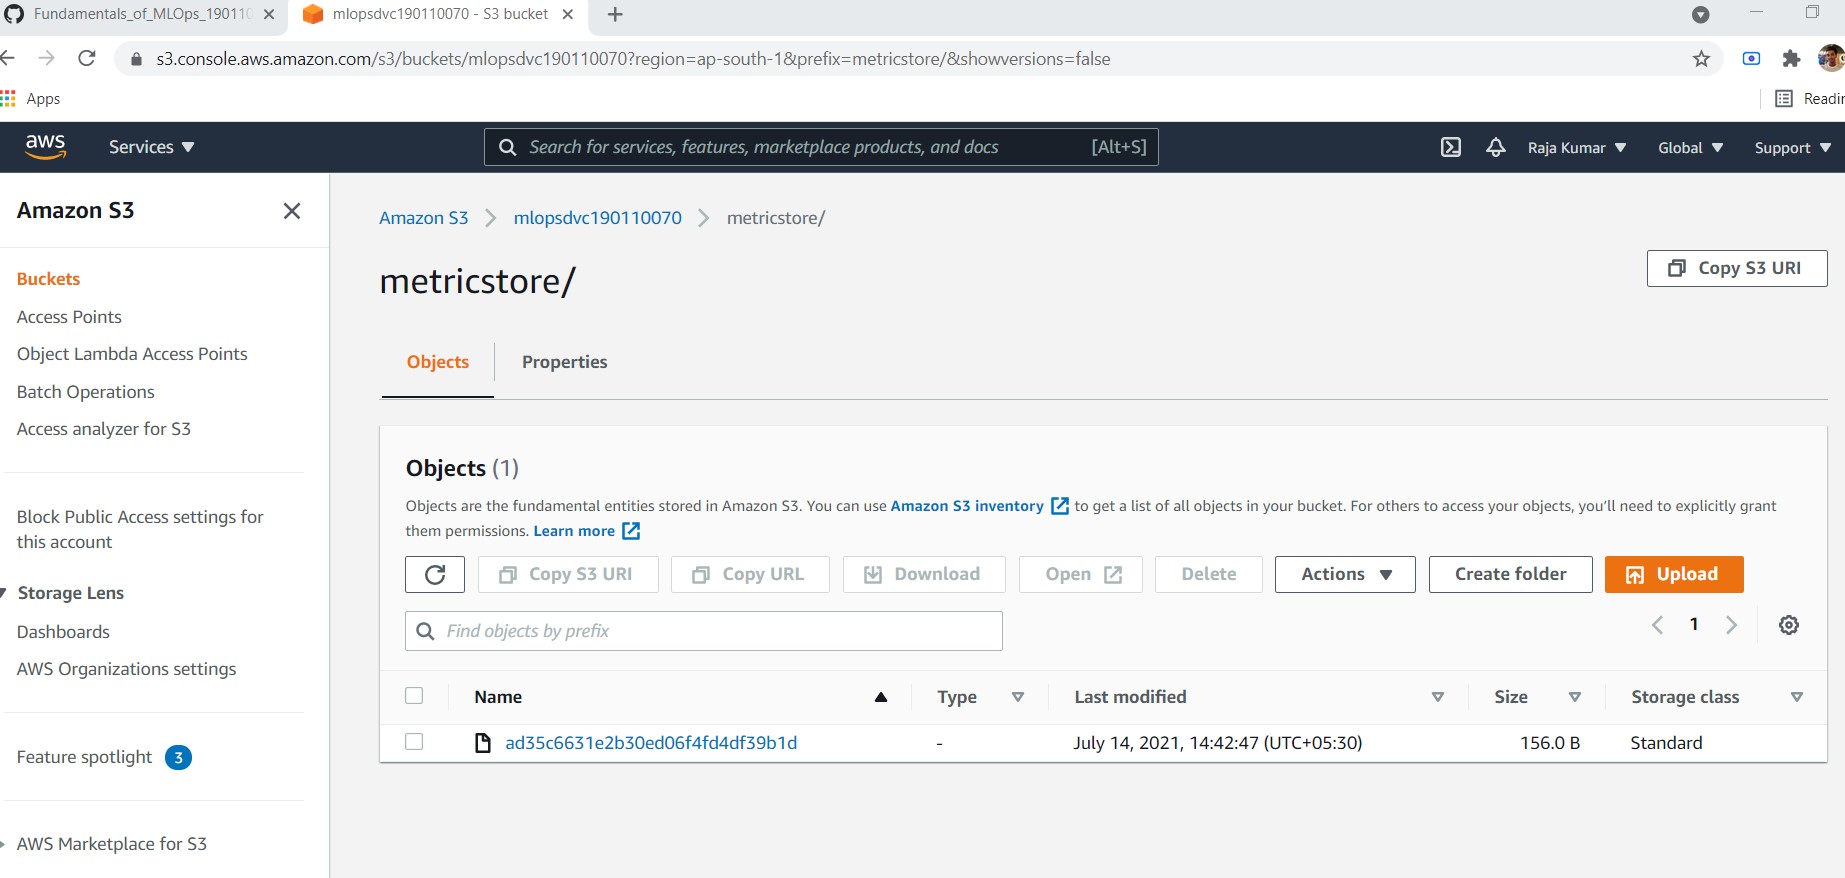 Fundamentals_of_MLOps_19011
mlopsdvc190110070 - S3 bucket
s3.console.aws.amazon.com/s3/buckets/mlopsdvc190110070?region=ap-south-1&prefix=metricstore/&showversions=false
Apps
Readin
aws
Services
Search for services, features, marketplace products, and docs
[Alt+S]
Raja Kumar
Global
Support
Amazon S3
Buckets
Access Points
Object Lambda Access Points
Batch Operations
Access analyzer for S3
Block Public Access settings for
this account
Storage Lens
Dashboards
AWS Organizations settings
Feature spotlight 3
AWS Marketplace for S3
Amazon S3 mlopsdvc190110070 metricstore/
metricstore/
Copy S3 URI
Objects Properties
Objects (1)
Objects are the fundamental entities stored in Amazon S3. You can use Amazon S3 inventory to get a list of all objects in your bucket. For others to access your objects, you’ll need to explicitly grant
them permissions. Learn more
Copy S3 URI Copy URL Download Open Delete Actions Create folder Upload
Find objects by prefix
1
Name Type Last modified Size Storage class
ad35c6631e2b30ed06f4fd4df39b1d - July 14, 2021, 14:42:47 (UTC+05:30) 156.0 B Standard